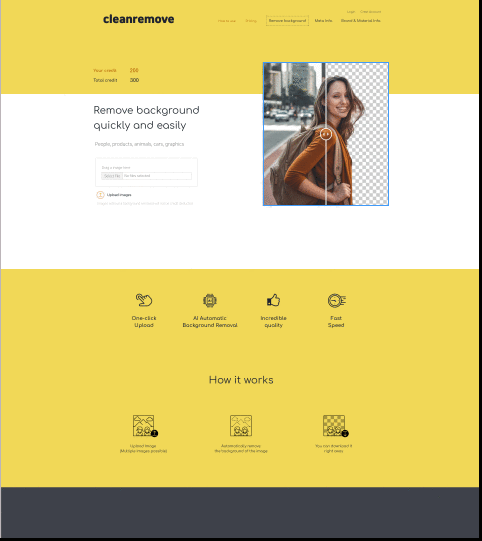 Login Create account
cleanremove
How to use Pricing Remove background Meta Info Brand & Material Info
Your credit 200
Total credit 300
Remove background
quickly and easily
People, products, animals, cars, graphics
Drag a image here
Select file No files selected
Upload images
One-click
Upload
AI Automatic
Background Removal
Incredible
quality
Fast
Speed
How it works
Upload image
(Multiple images possible)
Automatically remove
the background of the image
You can download it
right away